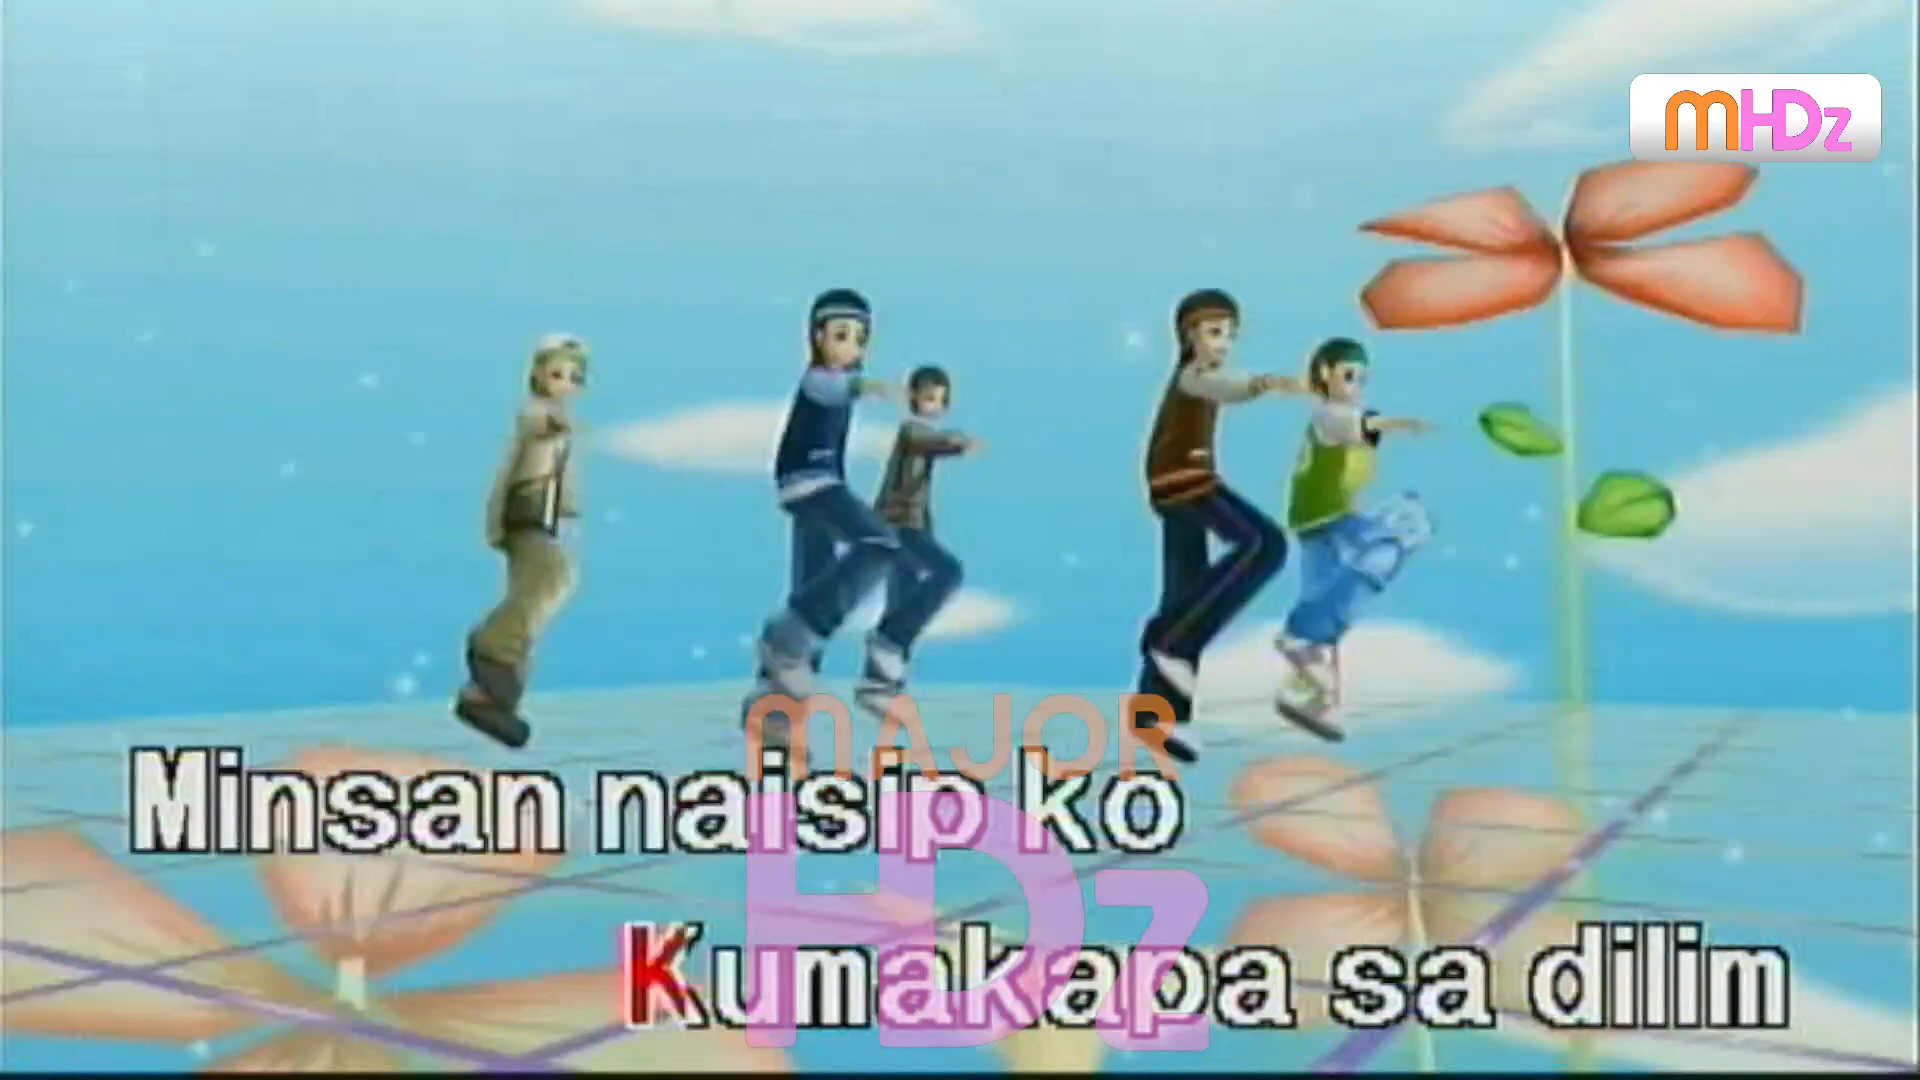 MHDz
MAJOR
HDz
Minsan naisip ko
Kumakapa sa dilim